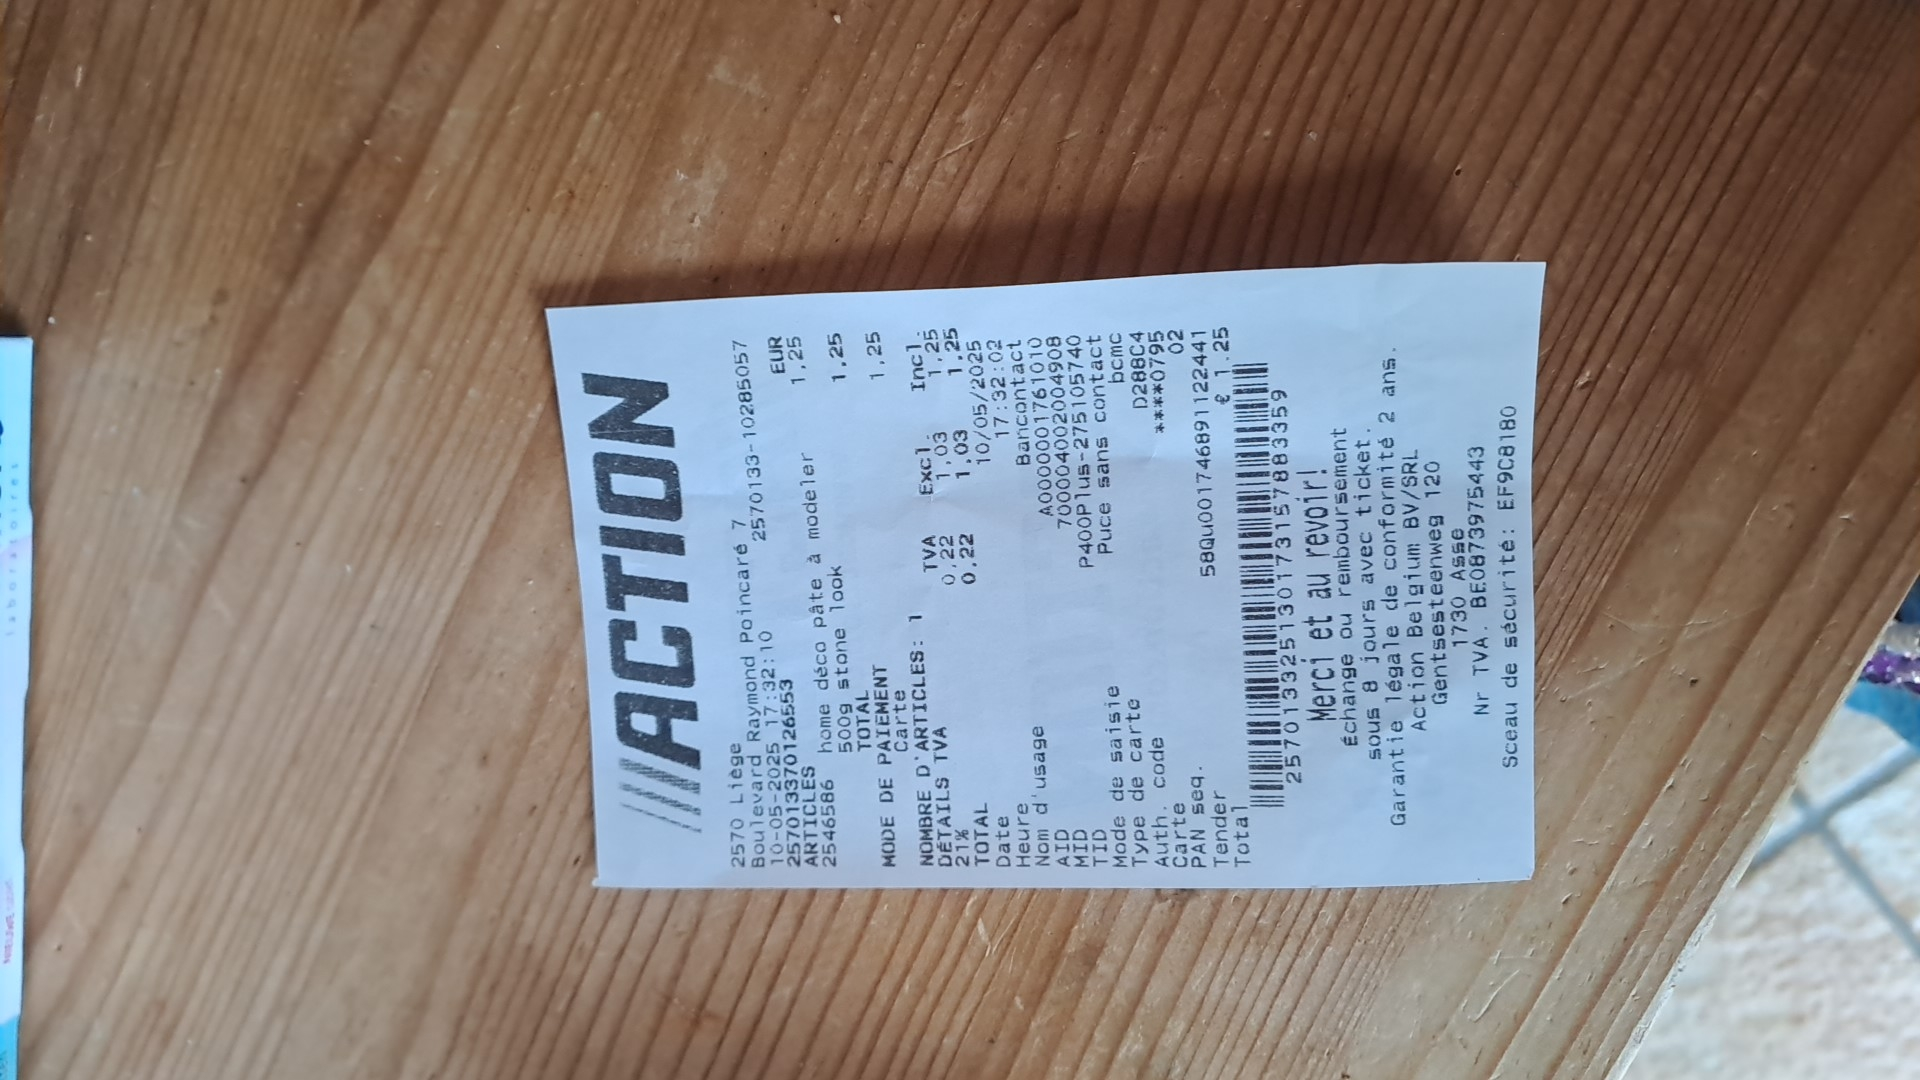 ///ACTION
2570 Liège
Boulevard Raymond Poincaré 7
10-05-2025 17:32:10 2570133-10285057
257013370126553
ARTICLES EUR
2546586 home déco pâte à modeler 1,25
500g stone look
TOTAL 1,25
MODE DE PAIEMENT
Carte 1,25
NOMBRE D'ARTICLES: 1
DÉTAILS TVA TVA Excl. Incl.
21% 0,22 1,03 1,25
TOTAL 0,22 1,03 1,25
Date 10/05/2025
Heure 17:32:02
Nom d'usage Bancontact
AID A0000001761010
MID 7000040020049​08
TID P400Plus-275105740
Mode de saisie Puce sans contact
Type de carte bcmc
Auth. code D288C4
Carte ****0795
PAN seq. 02
Tender 58QU001746891122441
Total € 1.25
257013325130173157883359
Merci et au revoir!
Échange ou remboursement
sous 8 jours avec ticket.
Garantie légale de conformité 2 ans.
Action Belgium BV/SRL
Gentsesteenweg 120
1730 Asse
Nr TVA. BE0873975443
Sceau de sécurité: EF9C8180
laboratoires